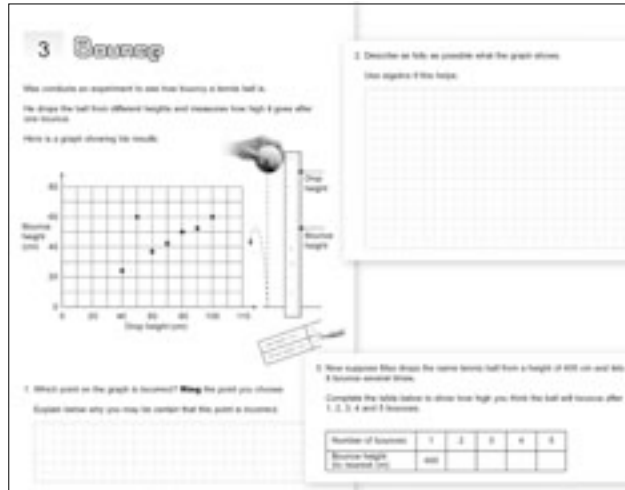 3 Bounce
Max conducts an experiment to see how bouncy a tennis ball is.
He drops the ball from different heights and measures how high it goes after
one bounce.
Here is a graph showing his results.
Drop
height
Bounce
height
80
60
Bounce
height
(cm)
40
20
0
0 20 40 60 80 100
Drop height (cm)
1 Which point on the graph is incorrect? Ring the point you choose.
Explain below why you may be certain that this point is incorrect.
2 Describe as fully as possible what the graph shows.
Use algebra if this helps.
3 Now suppose Max drops the same tennis ball from a height of cm and lets
it bounce several times.
Complete the table below to show how high you think the ball will bounce after
1, 2, 3, 4 and 5 bounces.
Number of bounces 1 2 3 4 5
Bounce height
(to nearest cm)